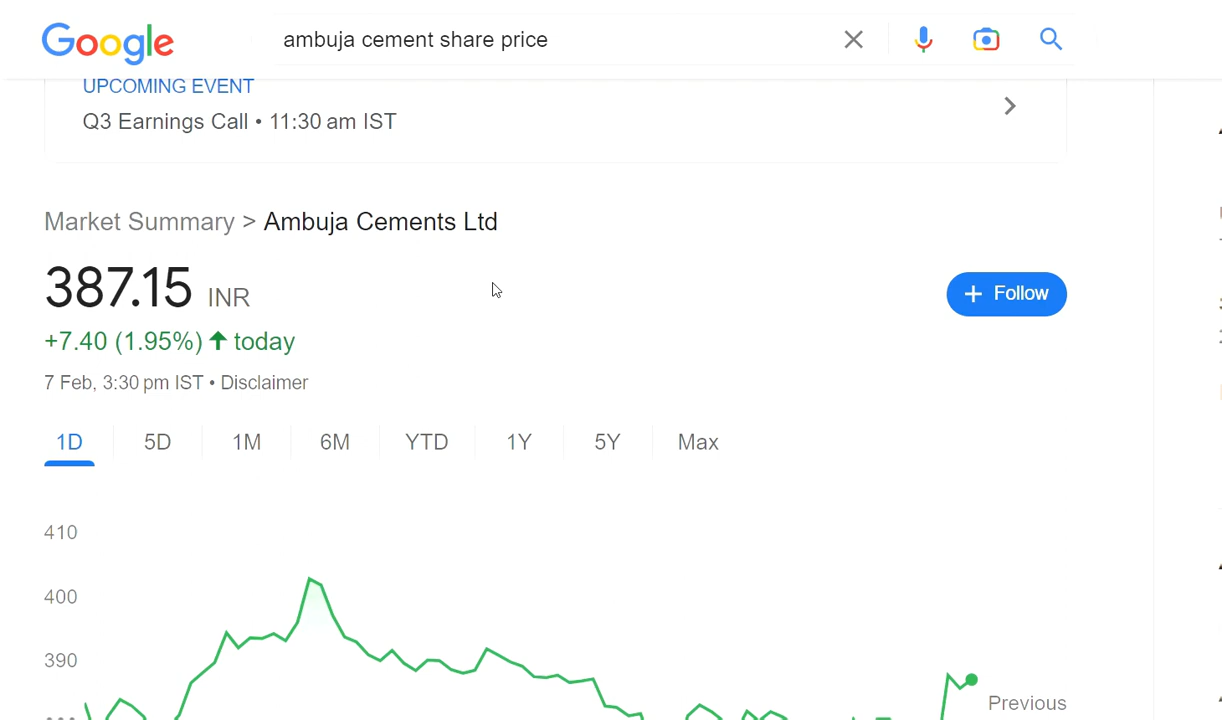 Google
ambuja cement share price
UPCOMING EVENT
Q3 Earnings Call • 11:30 am IST
Market Summary > Ambuja Cements Ltd
387.15 INR
+ Follow
+7.40 (1.95%) ↑ today
7 Feb, 3:30 pm IST • Disclaimer
1D 5D 1M 6M YTD 1Y 5Y Max
410
400
390
Previous